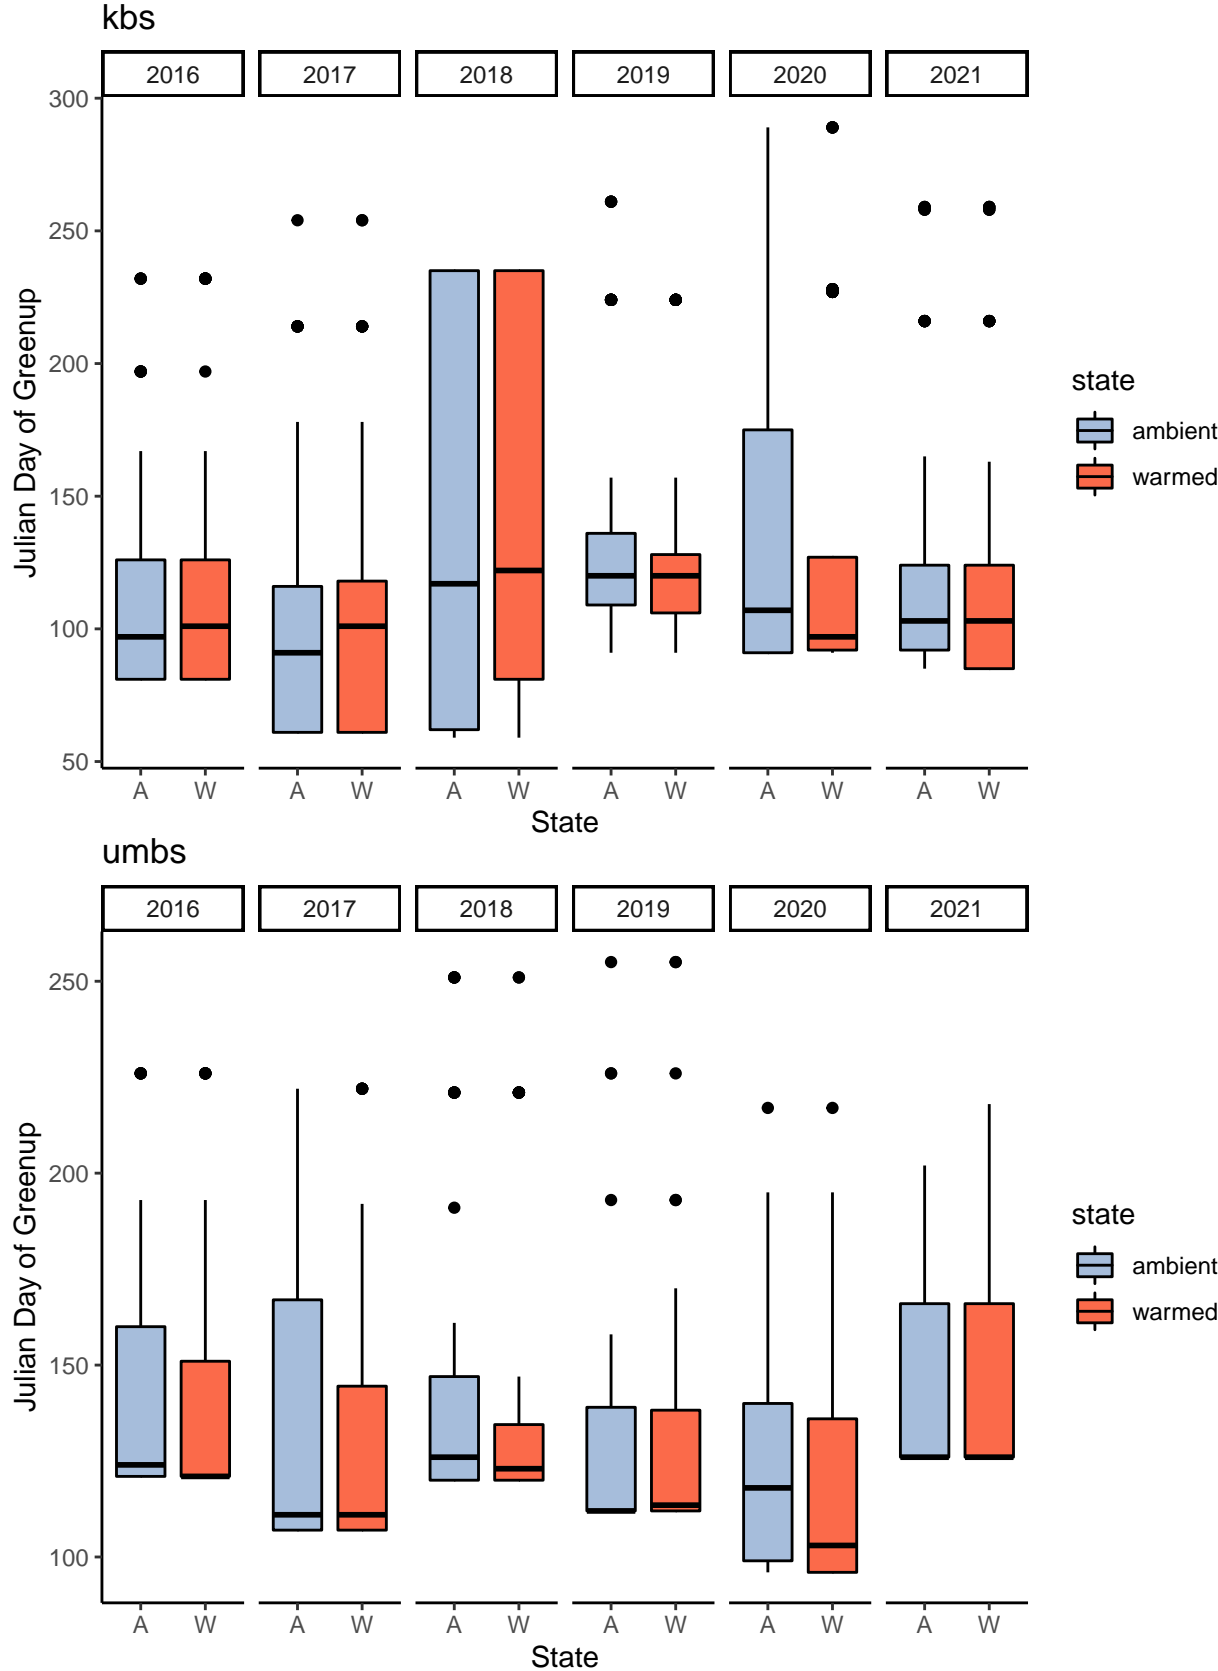 kbs
2016 2017 2018 2019 2020 2021
300
250
200
150
100
50
Julian Day of Greenup
A W A W A W A W A W A W
State
state
ambient
warmed
umbs
2016 2017 2018 2019 2020 2021
250
200
150
100
Julian Day of Greenup
A W A W A W A W A W A W
State
state
ambient
warmed